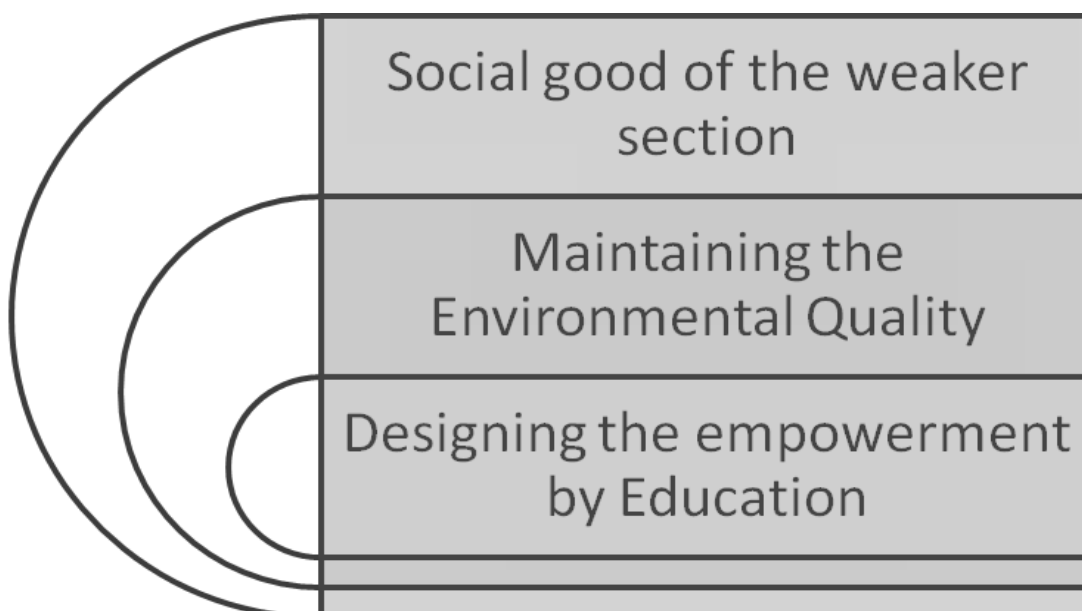 Social good of the weaker
section
Maintaining the
Environmental Quality
Designing the empowerment
by Education